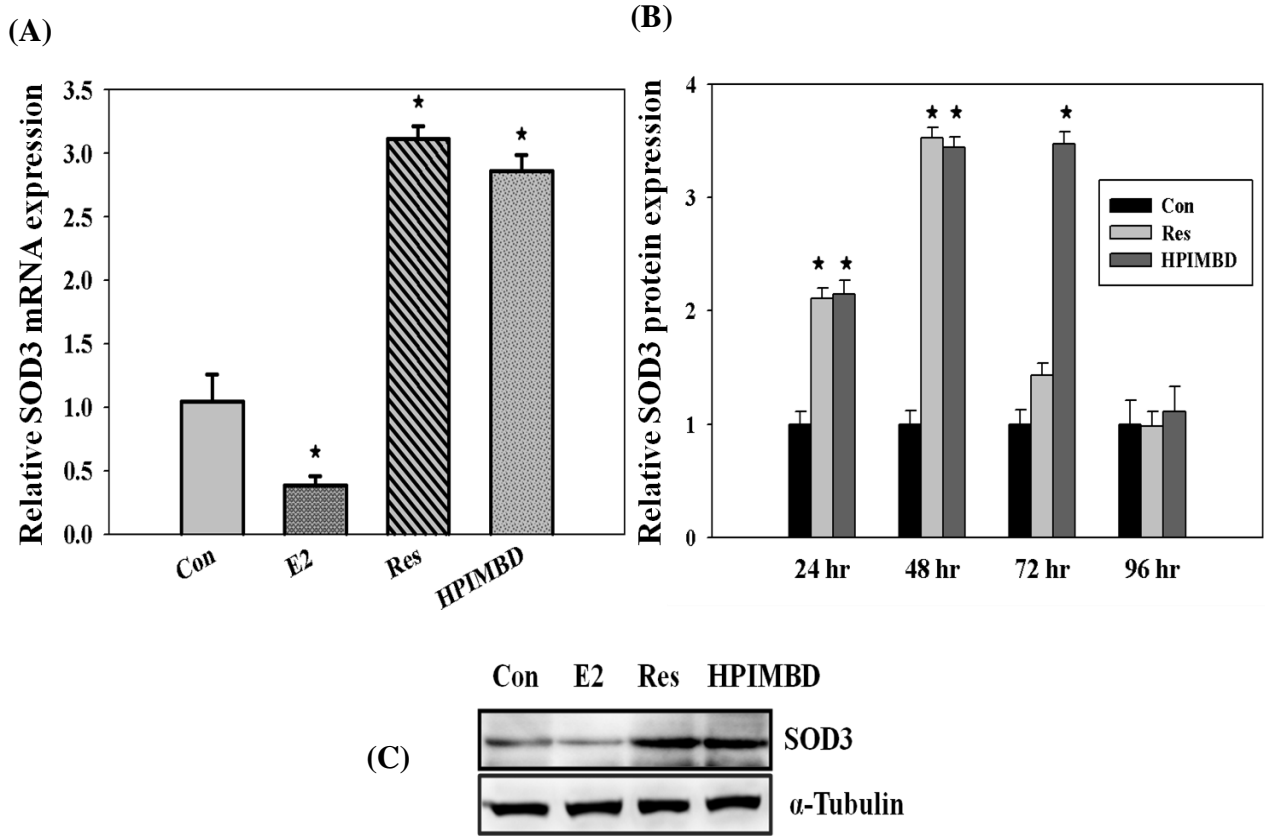 (A)
Relative SOD3 mRNA expression
3.5
3.0
2.5
2.0
1.5
1.0
0.5
0.0
*
*
*
Con
E2
Res
HPIMBD
(B)
Relative SOD3 protein expression
4
3
2
1
0
* *
* *
*
Con
Res
HPIMBD
24 hr
48 hr
72 hr
96 hr
(C)
Con E2 Res HPIMBD
SOD3
α-Tubulin